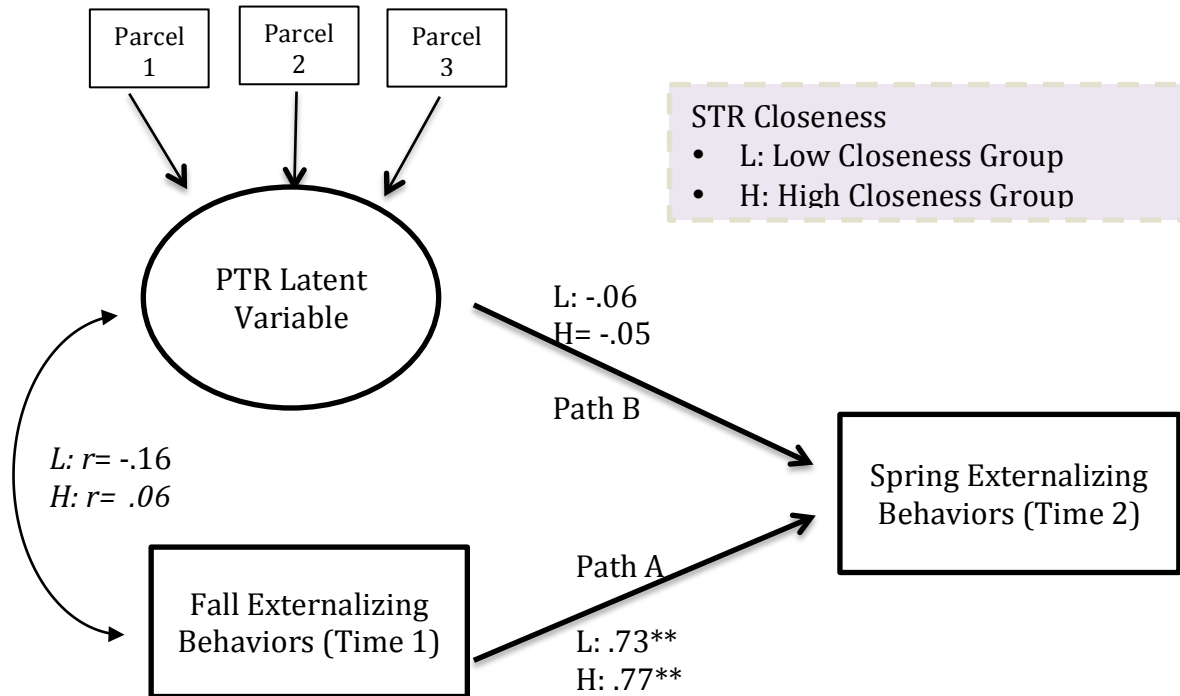 Parcel
1
Parcel
2
Parcel
3
STR Closeness
• L: Low Closeness Group
• H: High Closeness Group
PTR Latent
Variable
L: -.06
H= -.05
Path B
L: r= -.16
H: r= .06
Spring Externalizing
Behaviors (Time 2)
Path A
Fall Externalizing
Behaviors (Time 1)
L: .73**
H: .77**